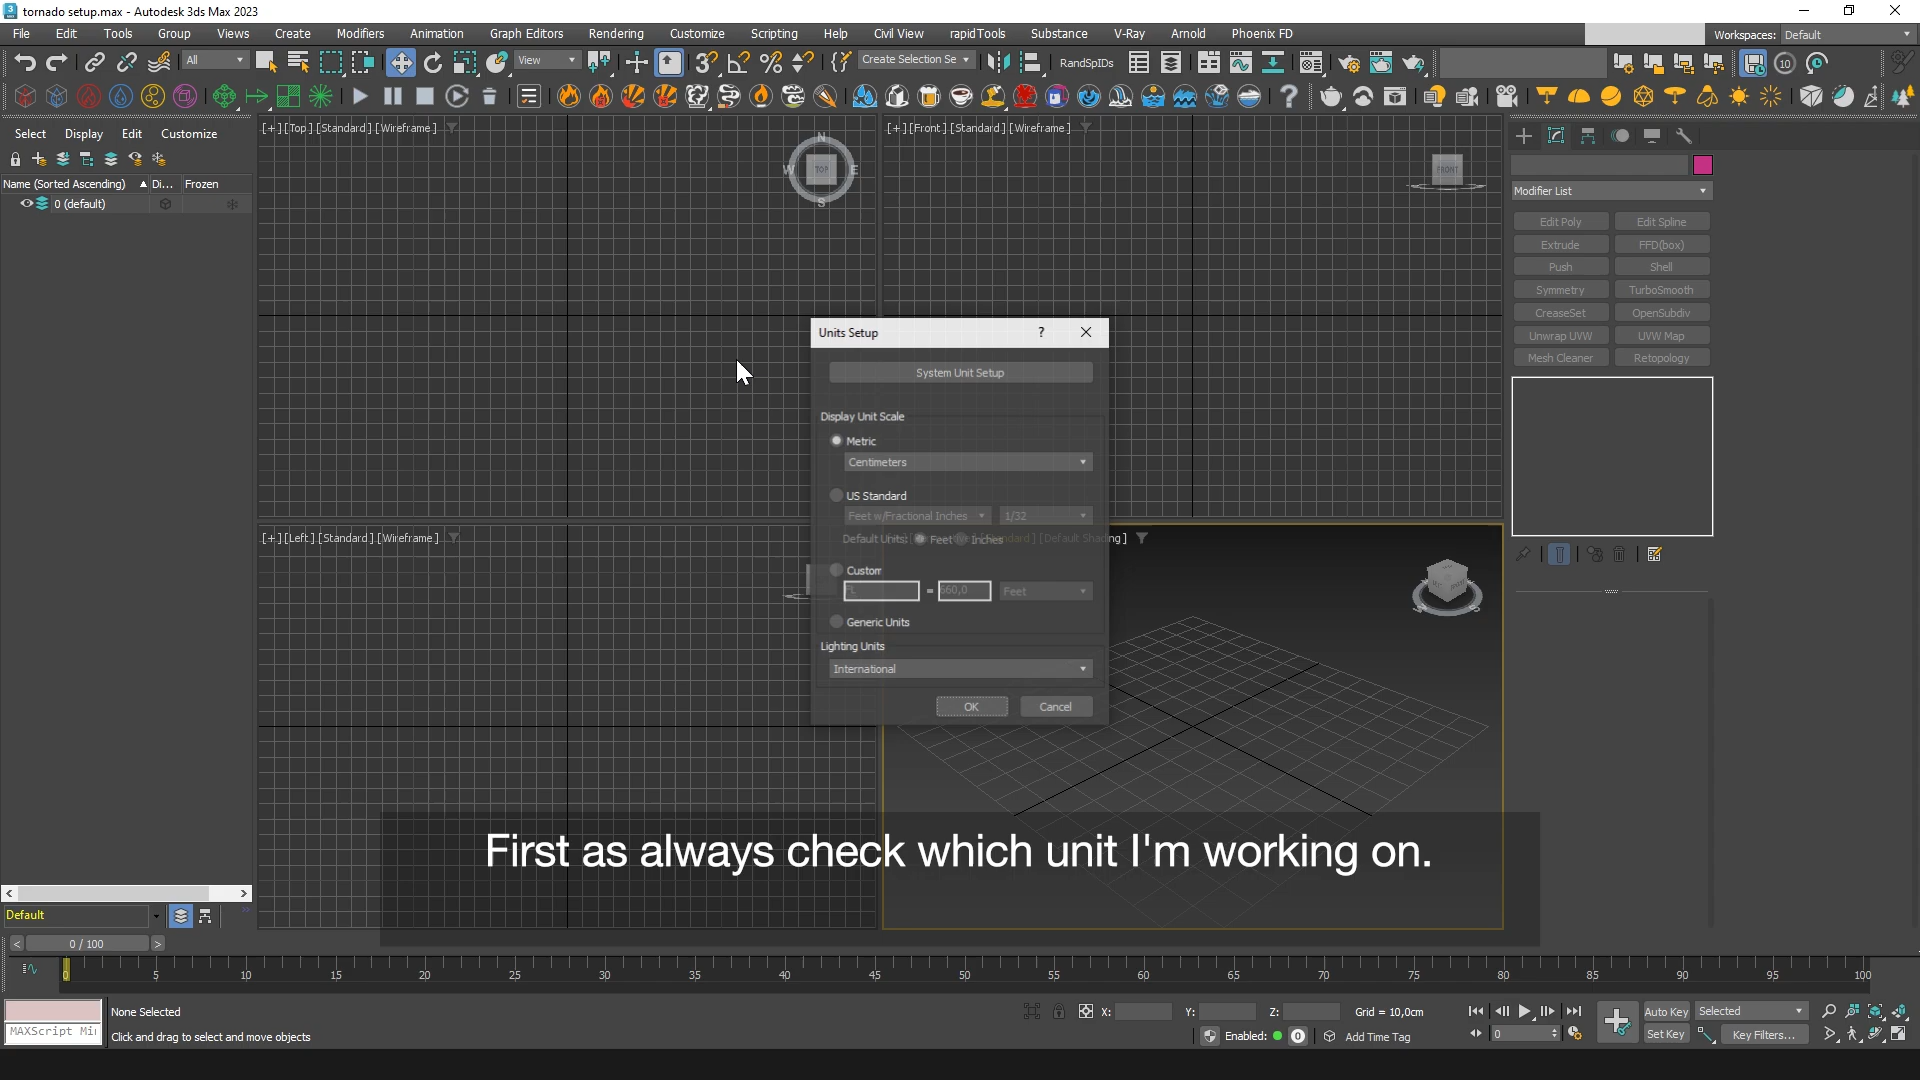 tornado setup.max - Autodesk 3ds Max 2023
File Edit Tools Group Views Create Modifiers Animation Graph Editors Rendering Customize Scripting Help Civil View rapidTools Substance V-Ray Arnold Phoenix FD
Workspaces: Default
All View Create Selection Se RandSpIDs 10
Select Display Edit Customize
Name (Sorted Ascending) Di... Frozen
0 (default)
[+] [Top] [Standard] [Wireframe]
N
W TOP E
S
[+] [Front] [Standard] [Wireframe]
FRONT
Modifier List
Edit Poly Edit Spline
Extrude FFD(box)
Push Shell
Symmetry TurboSmooth
CreaseSet OpenSubdiv
Unwrap UVW UVW Map
Mesh Cleaner Retopology
Units Setup ?
System Unit Setup
Display Unit Scale
Metric
Centimeters
US Standard
Feet w/Fractional Inches 1/32
Default Units: Feet Inches
Custom
FL = 660,0 Feet
Generic Units
Lighting Units
International
OK Cancel
[+] [Left] [Standard] [Wireframe]
[Default Shading]
W S
First as always check which unit I'm working on.
Default
< 0 / 100 >
0 5 10 15 20 25 30 35 40 45 50 55 60 65 70 75 80 85 90 95 100
None Selected
MAXScript Mi
Click and drag to select and move objects
X: Y: Z: Grid = 10,0cm
Enabled: 0 Add Time Tag
0
Auto Key Selected
Set Key Key Filters...